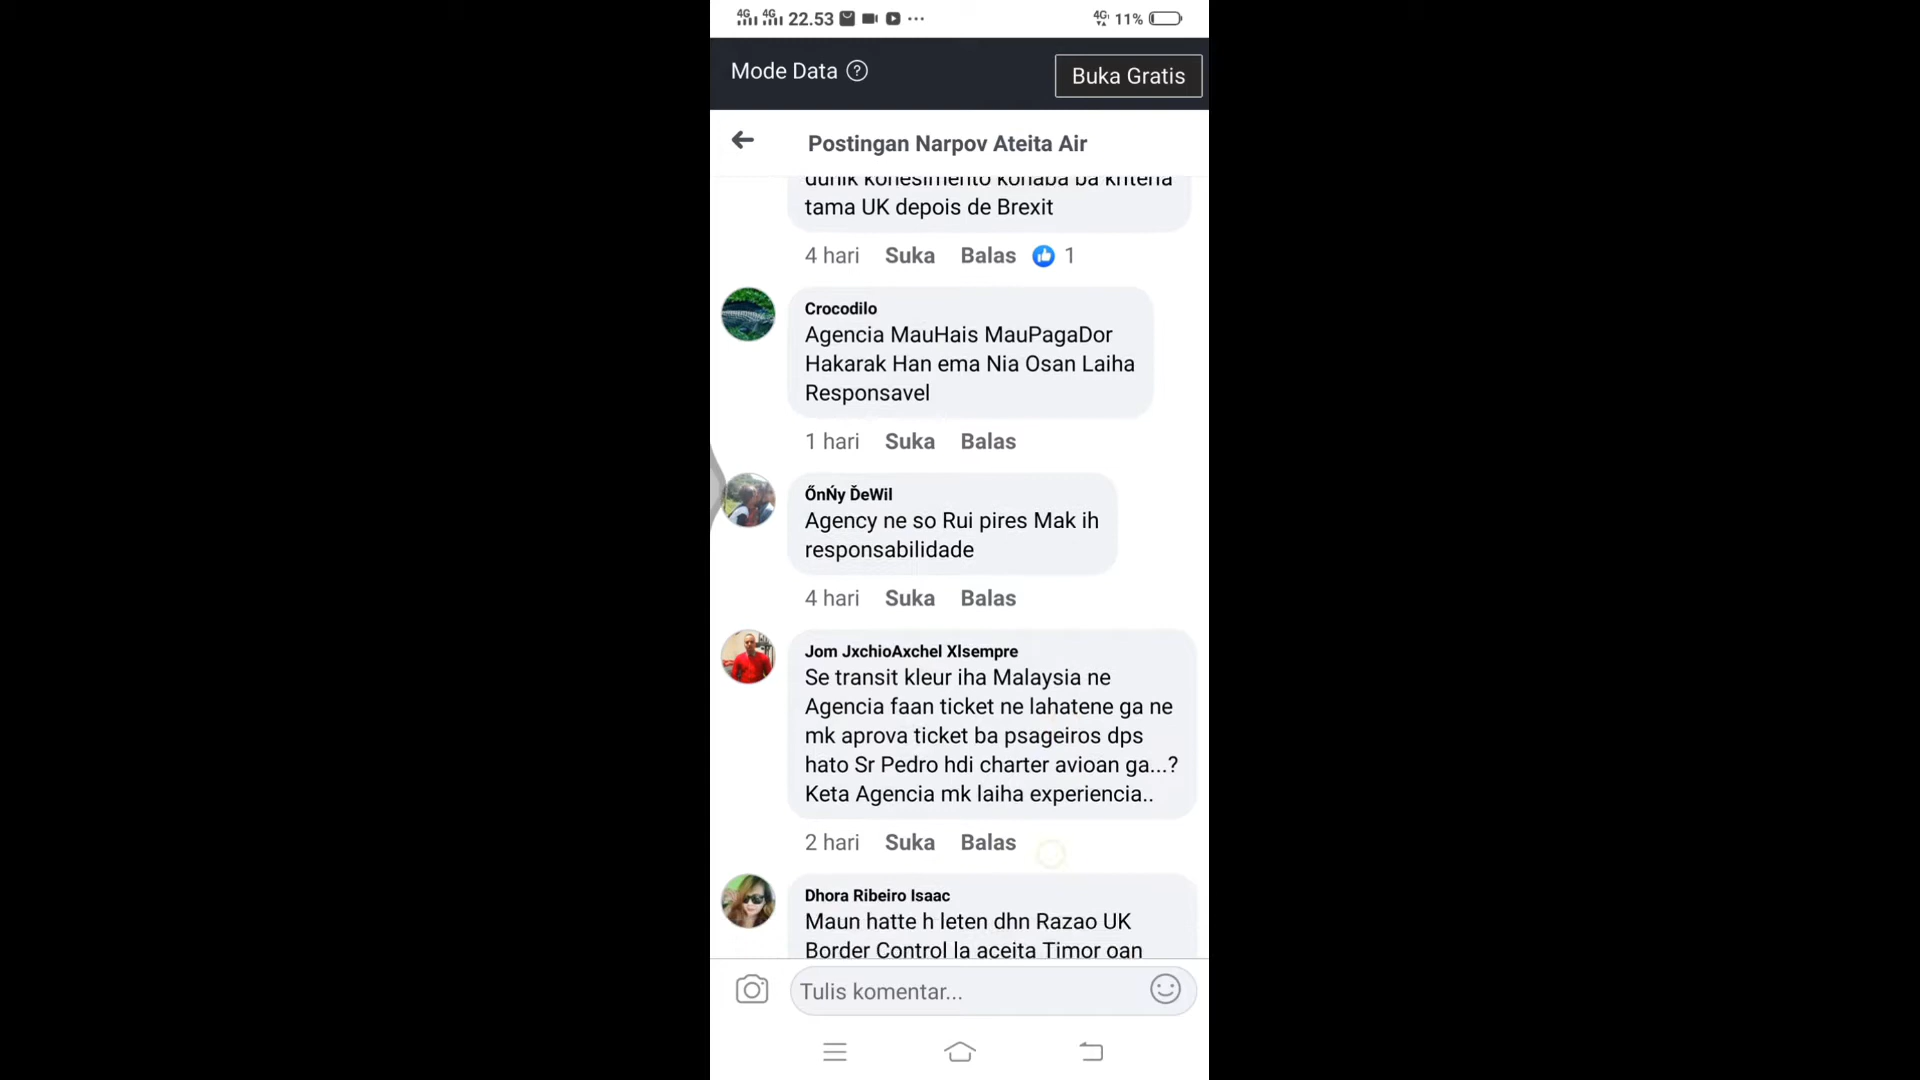 4G 4G 22.53 ... 4G 11%
Mode Data ?
Buka Gratis
Postingan Narpov Ateita Air
dunik konesimento konaba ba kriteria
tama UK depois de Brexit
4 hari Suka Balas 1
Crocodilo
Agencia MauHais MauPagaDor
Hakarak Han ema Nia Osan Laiha
Responsavel
1 hari Suka Balas
ŐnŃy ĎeWil
Agency ne so Rui pires Mak ih
responsabilidade
4 hari Suka Balas
Jom JxchioAxchel Xlsempre
Se transit kleur iha Malaysia ne
Agencia faan ticket ne lahatene ga ne
mk aprova ticket ba psageiros dps
hato Sr Pedro hdi charter avioan ga...?
Keta Agencia mk laiha experiencia..
2 hari Suka Balas
Dhora Ribeiro Isaac
Maun hatte h leten dhn Razao UK
Border Control la aceita Timor oan
Tulis komentar...